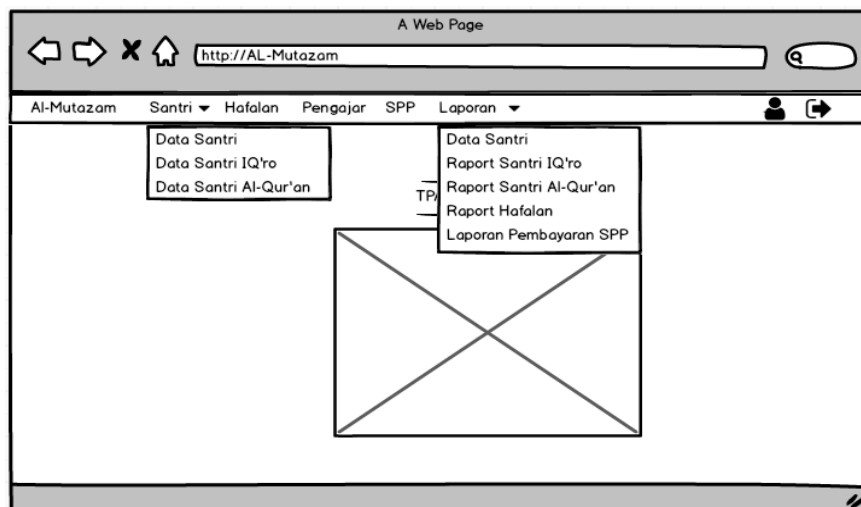 A Web Page
http://AL-Mutazam
Al-Mutazam Santri Hafalan Pengajar SPP Laporan
Data Santri
Data Santri IQ'ro
Data Santri Al-Qur'an
Data Santri
Raport Santri IQ'ro
Raport Santri Al-Qur'an
Raport Hafalan
Laporan Pembayaran SPP